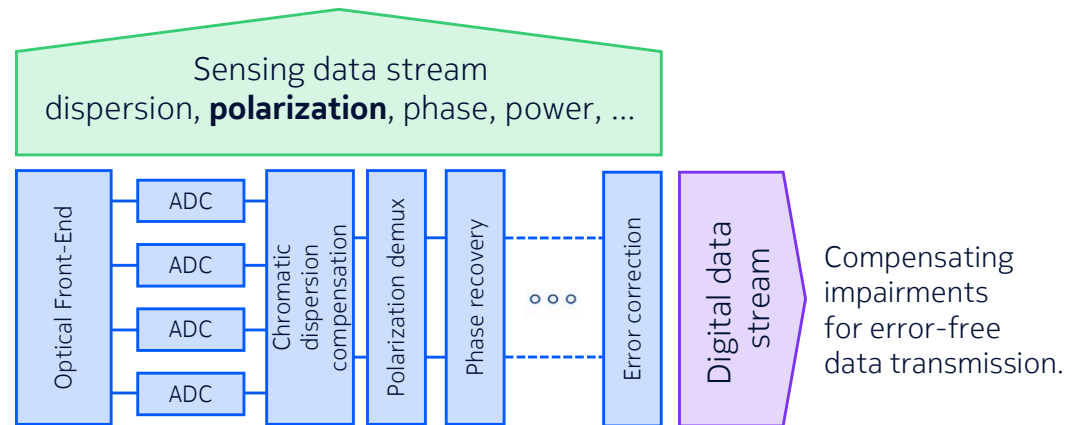 Sensing data stream
dispersion, polarization, phase, power, ...
Optical Front-End
ADC
ADC
ADC
ADC
Chromatic
dispersion
compensation
Polarization demux
Phase recovery
Error correction
Digital data
stream
Compensating
impairments
for error-free
data transmission.